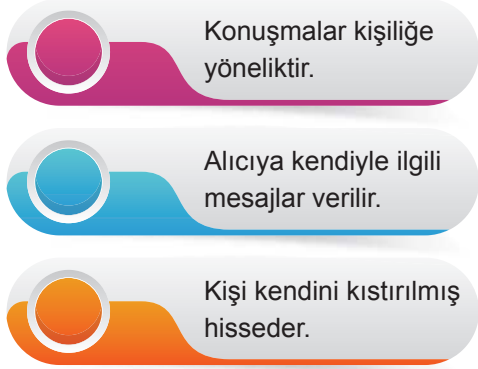 Konuşmalar kişiliğe
yöneliktir.
Alıcıya kendiyle ilgili
mesajlar verilir.
Kişi kendini kıstırılmış
hisseder.